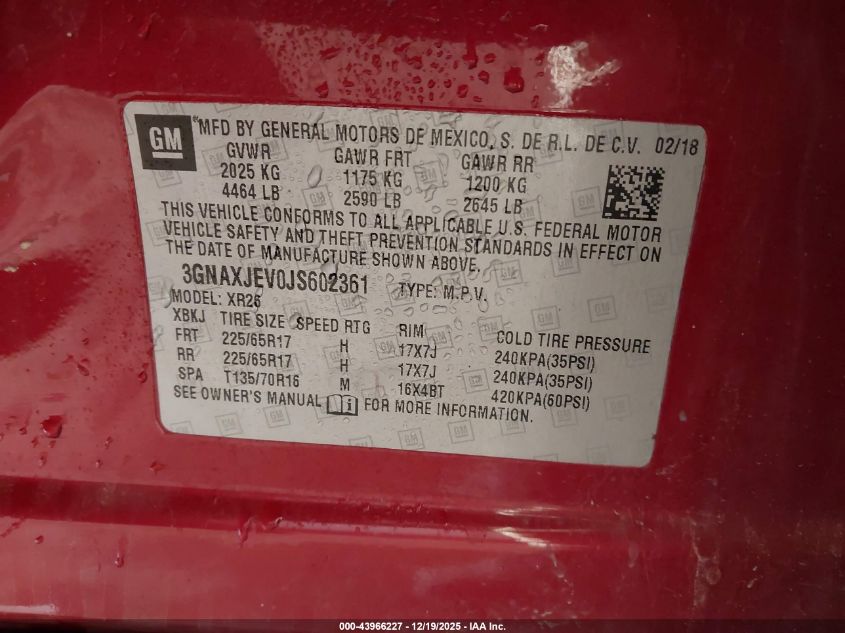 GM
MFD BY GENERAL MOTORS DE MEXICO, S. DE R.L. DE C.V. 02/18
GVWR GAWR FRT GAWR RR
2025 KG 1175 KG 1200 KG
4464 LB 2590 LB 2645 LB
THIS VEHICLE CONFORMS TO ALL APPLICABLE U.S. FEDERAL MOTOR
VEHICLE SAFETY AND THEFT PREVENTION STANDARDS IN EFFECT ON
THE DATE OF MANUFACTURE SHOWN ABOVE.
3GNAXJEV0JS602361 TYPE: M.P.V.
MODEL: XR26
XBKJ TIRE SIZE SPEED RTG RIM COLD TIRE PRESSURE
FRT 225/65R17 H 17X7J 240KPA(35PSI)
RR 225/65R17 H 17X7J 240KPA(35PSI)
SPA T135/70R16 M 16X4BT 420KPA(60PSI)
SEE OWNER'S MANUAL FOR MORE INFORMATION.
000-43966227 - 12/19/2025 - IAA Inc.